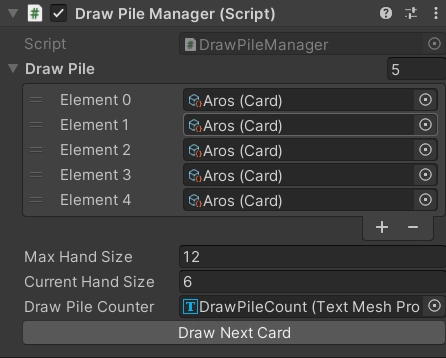 Draw Pile Manager (Script)
Script DrawPileManager
Draw Pile 5
Element 0 Aros (Card)
Element 1 Aros (Card)
Element 2 Aros (Card)
Element 3 Aros (Card)
Element 4 Aros (Card)
+ −
Max Hand Size 12
Current Hand Size 6
Draw Pile Counter DrawPileCount (Text Mesh Pro
Draw Next Card